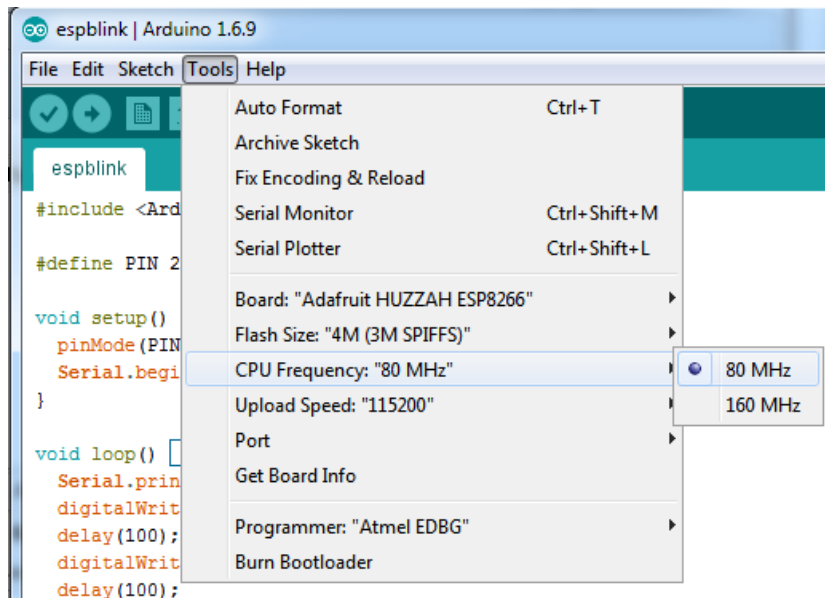 espblink | Arduino 1.6.9
File Edit Sketch Tools Help
Auto Format Ctrl+T
Archive Sketch
espblink
Fix Encoding & Reload
#include <Ard
Serial Monitor Ctrl+Shift+M
Serial Plotter Ctrl+Shift+L
#define PIN 2
Board: "Adafruit HUZZAH ESP8266"
void setup()
Flash Size: "4M (3M SPIFFS)"
pinMode(PIN
CPU Frequency: "80 MHz" 80 MHz
Serial.begi
Upload Speed: "115200" 160 MHz
}
Port
void loop()
Get Board Info
Serial.prin
digitalWrit
Programmer: "Atmel EDBG"
delay(100);
Burn Bootloader
digitalWrit
delay(100);